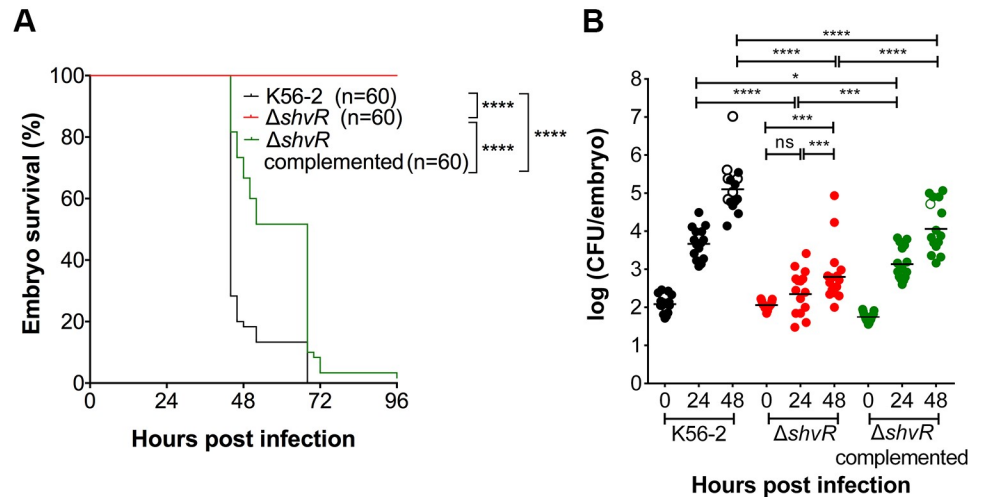 A
100
80
60
40
20
0
Embryo survival (%)
0 24 48 72 96
Hours post infection
K56-2 (n=60)
ΔshvR (n=60)
ΔshvR
complemented (n=60)
****
****
****
B
****
**** ****
*
**** ***
***
ns ***
8
7
6
5
4
3
2
1
0
log (CFU/embryo)
0 24 48 0 24 48 0 24 48
K56-2 ΔshvR ΔshvR
complemented
Hours post infection